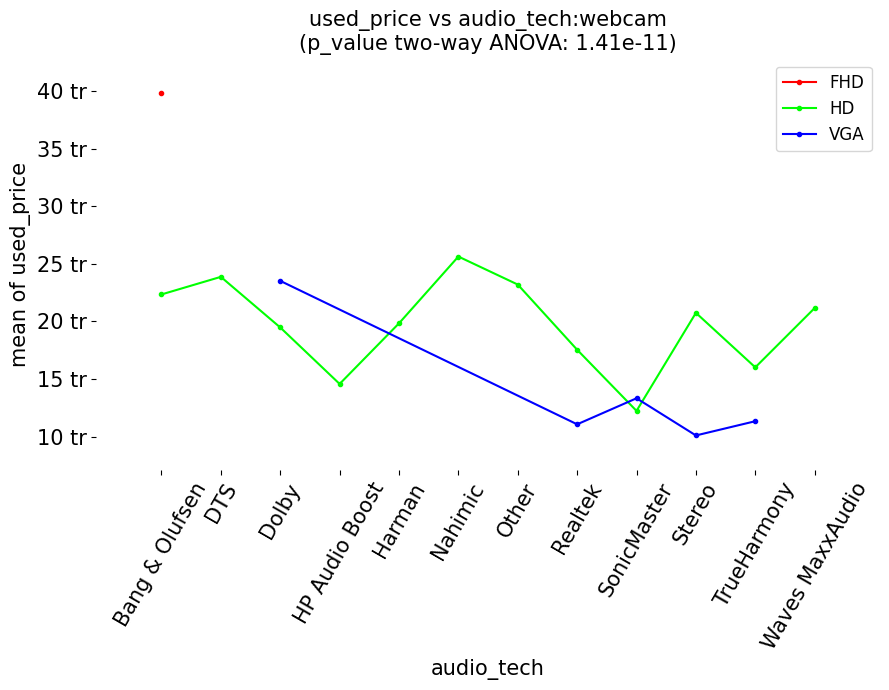 used_price vs audio_tech:webcam
(p_value two-way ANOVA: 1.41e-11)
FHD
HD
VGA
mean of used_price
40 tr
35 tr
30 tr
25 tr
20 tr
15 tr
10 tr
Bang & Olufsen
DTS
Dolby
HP Audio Boost
Harman
Nahimic
Other
Realtek
SonicMaster
Stereo
TrueHarmony
Waves MaxxAudio
audio_tech